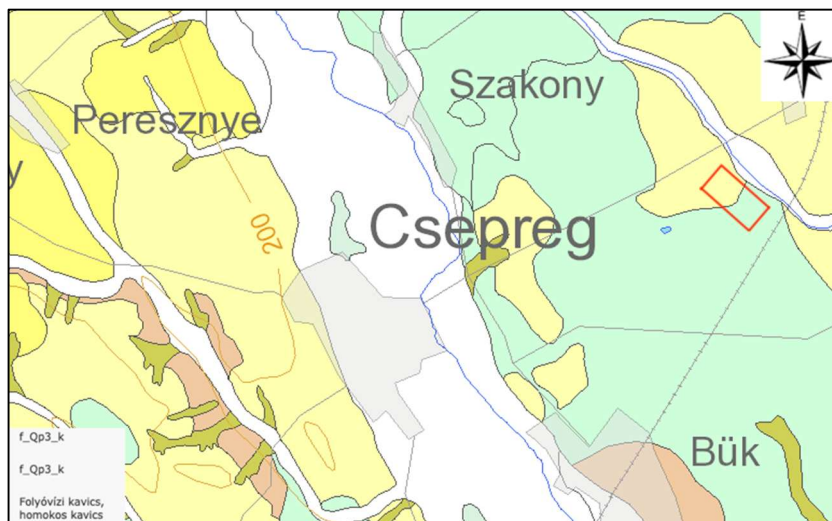 E
Szakony
Peresznye
y
Csepreg
200
Bük
f_Qp3_k
f_Qp3_k
Folyóvízi kavics,
homokos kavics